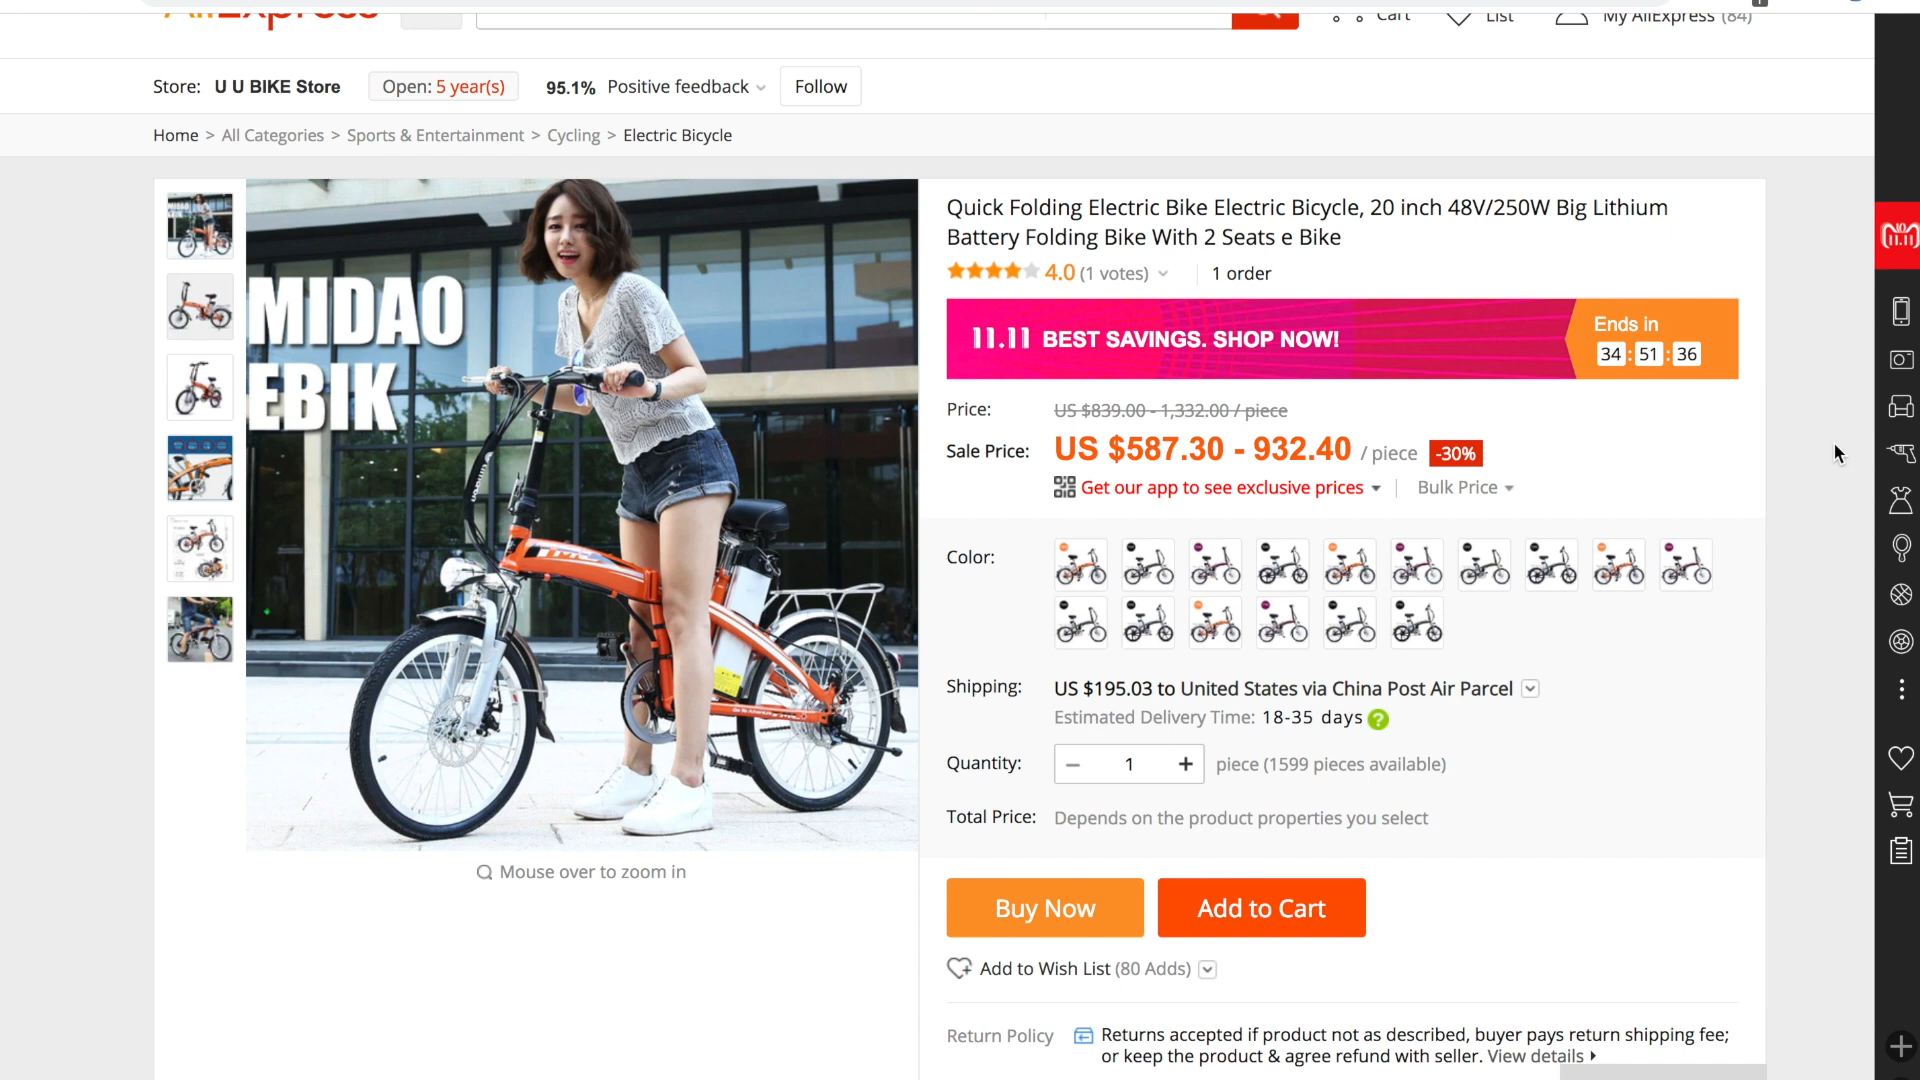 AliExpress
Cart
List
My AliExpress (84)
Store: U U BIKE Store
Open: 5 year(s)
95.1% Positive feedback
Follow
Home > All Categories > Sports & Entertainment > Cycling > Electric Bicycle
MIDAO
EBIK
Mouse over to zoom in
Quick Folding Electric Bike Electric Bicycle, 20 inch 48V/250W Big Lithium
Battery Folding Bike With 2 Seats e Bike
4.0 (1 votes)
1 order
11.11 BEST SAVINGS. SHOP NOW!
Ends in
34 : 51 : 36
11.11
Price: US $839.00 - 1,332.00 / piece
Sale Price: US $587.30 - 932.40 / piece -30%
Get our app to see exclusive prices | Bulk Price
Color:
Shipping: US $195.03 to United States via China Post Air Parcel
Estimated Delivery Time: 18-35 days ?
Quantity: − 1 + piece (1599 pieces available)
Total Price: Depends on the product properties you select
Buy Now
Add to Cart
Add to Wish List (80 Adds)
Return Policy
Returns accepted if product not as described, buyer pays return shipping fee;
or keep the product & agree refund with seller. View details